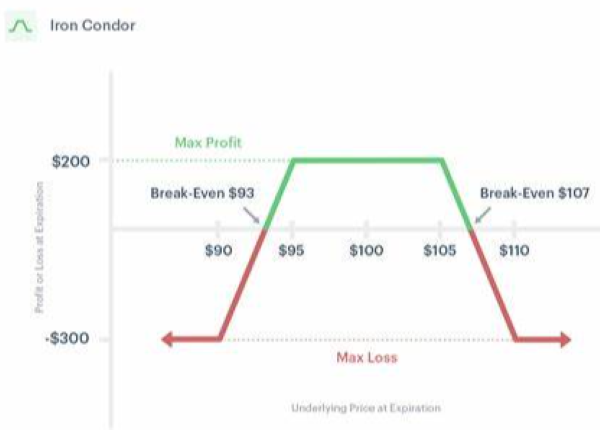 Iron Condor
Max Profit
$200
Break-Even $93
Break-Even $107
$90
$95
$100
$105
$110
Profit or Loss at Expiration
-$300
Max Loss
Underlying Price at Expiration